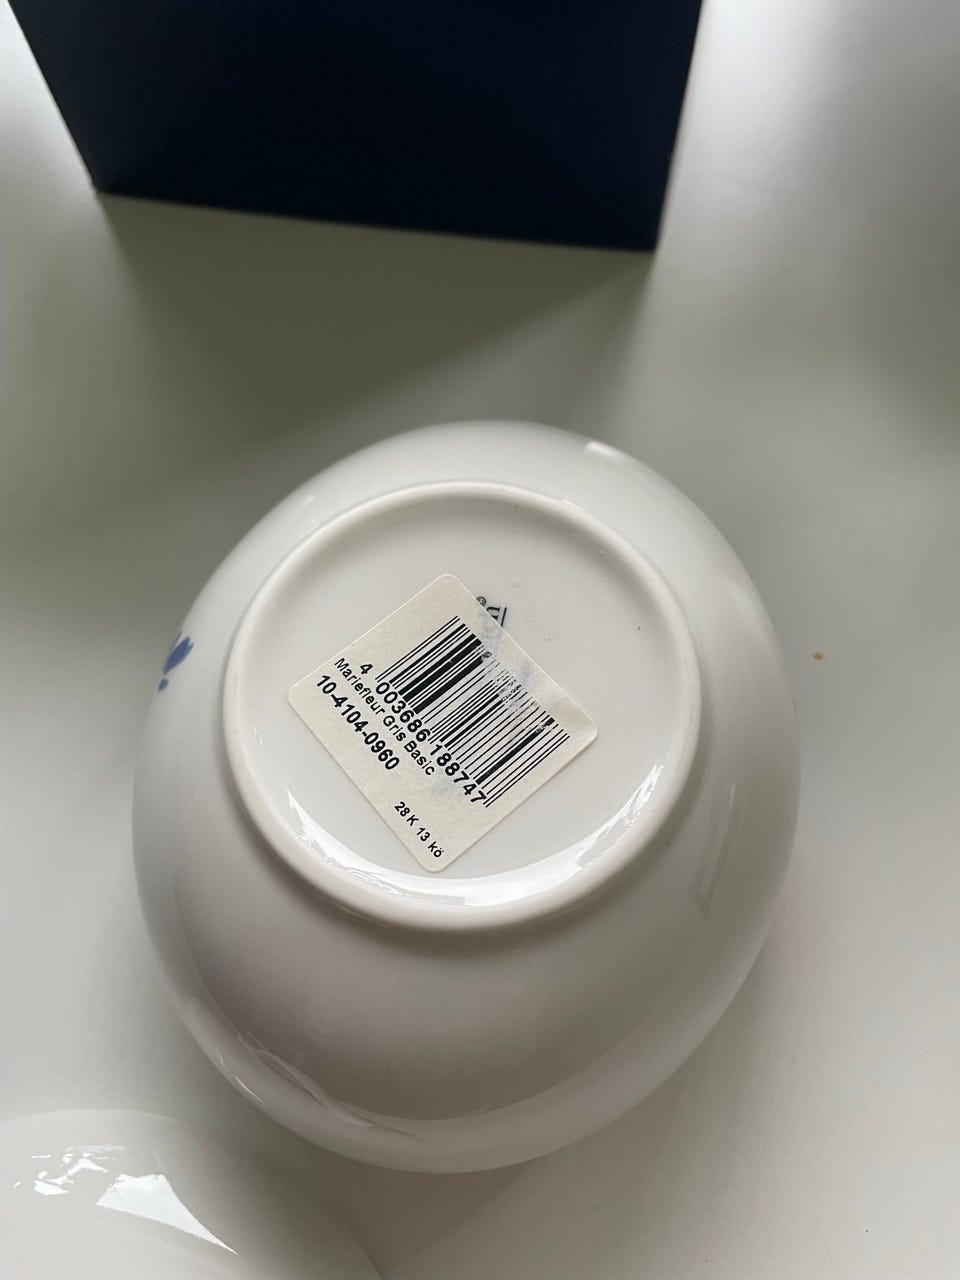 4 003686 188747
Mariefleur Gris Basic
10-4104-0960
28 K 13 kö